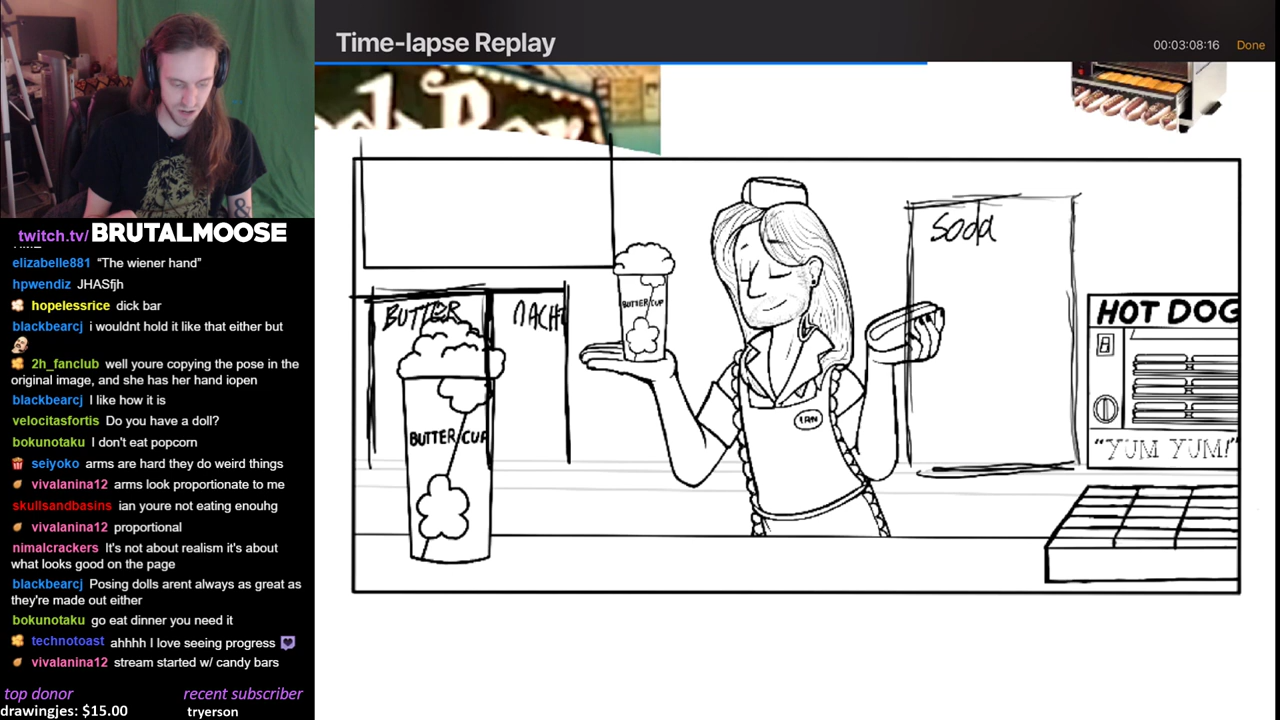 Time-lapse Replay
00:03:08:16
Done
twitch.tv/BRUTALMOOSE
elizabelle881 “The wiener hand”
hpwendiz JHASfjh
hopelessrice dick bar
blackbearcj i wouldnt hold it like that either but
2h_fanclub well youre copying the pose in the
original image, and she has her hand iopen
blackbearcj I like how it is
velocitasfortis Do you have a doll?
bokunotaku I don't eat popcorn
seiyoko arms are hard they do weird things
vivalanina12 arms look proportionate to me
skullsandbasins ian youre not eating enouhg
vivalanina12 proportional
nimalcrackers It's not about realism it's about
what looks good on the page
blackbearcj Posing dolls arent always as great as
they're made out either
bokunotaku go eat dinner you need it
technotoast ahhhh I love seeing progress
vivalanina12 stream started w/ candy bars
top donor
drawingjes: $15.00
recent subscriber
tryerson
BUTTER
NACH
BUTTER CUP
BUTTER CUP
IAN
soda
HOT DOG
"YUM YUM!"
&